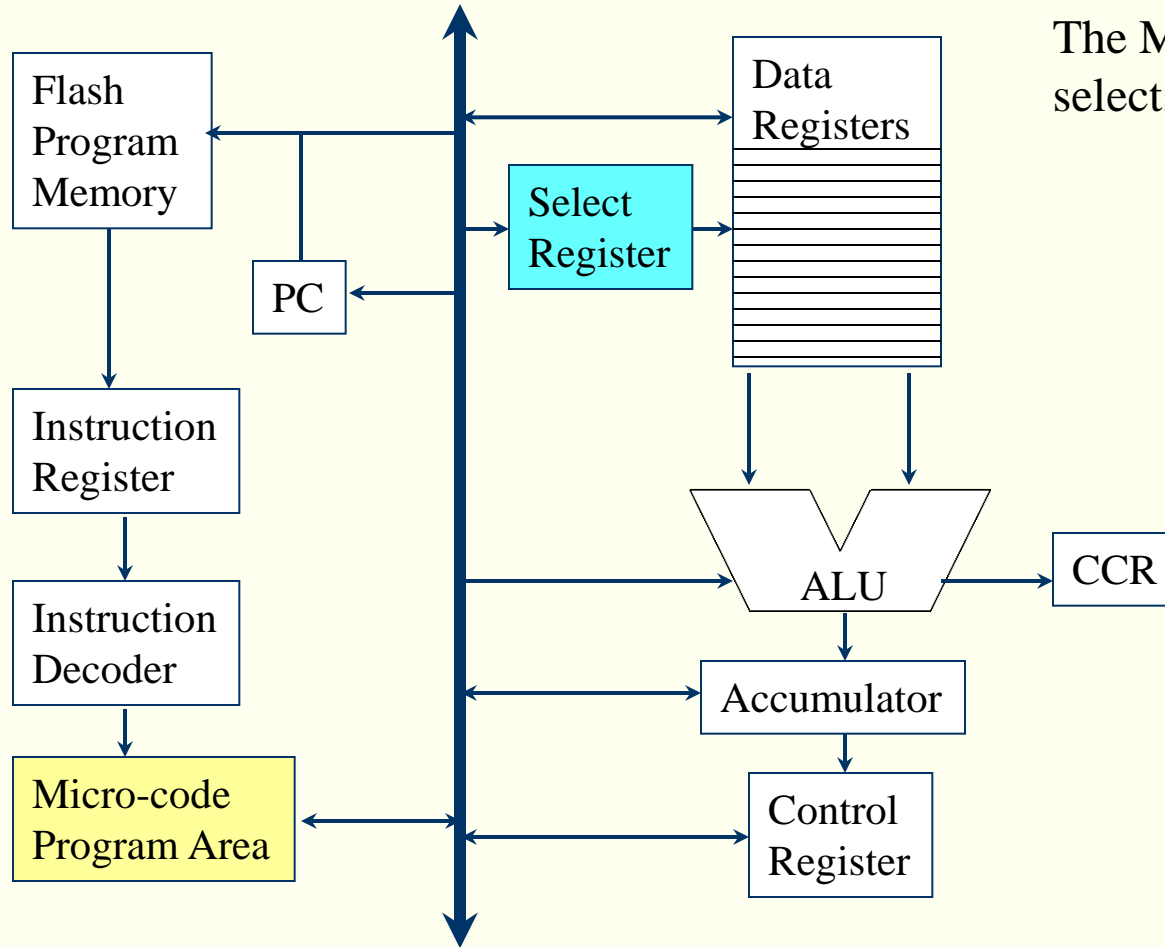 The M
select
Flash
Program
Memory
Data
Registers
Select
Register
PC
Instruction
Register
ALU
CCR
Instruction
Decoder
Accumulator
Micro-code
Program Area
Control
Register